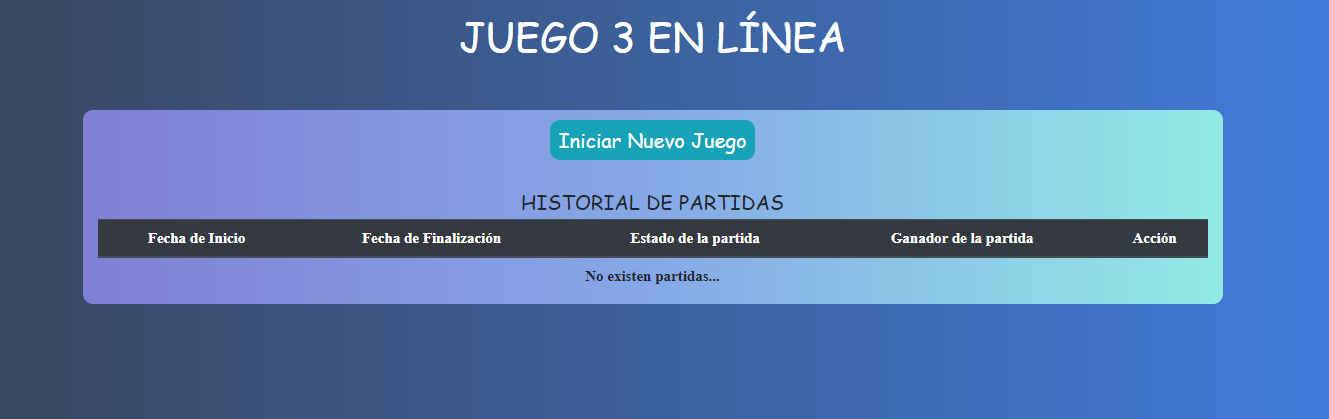 JUEGO 3 EN LÍNEA
Iniciar Nuevo Juego
HISTORIAL DE PARTIDAS
Fecha de Inicio Fecha de Finalización Estado de la partida Ganador de la partida Acción
No existen partidas...